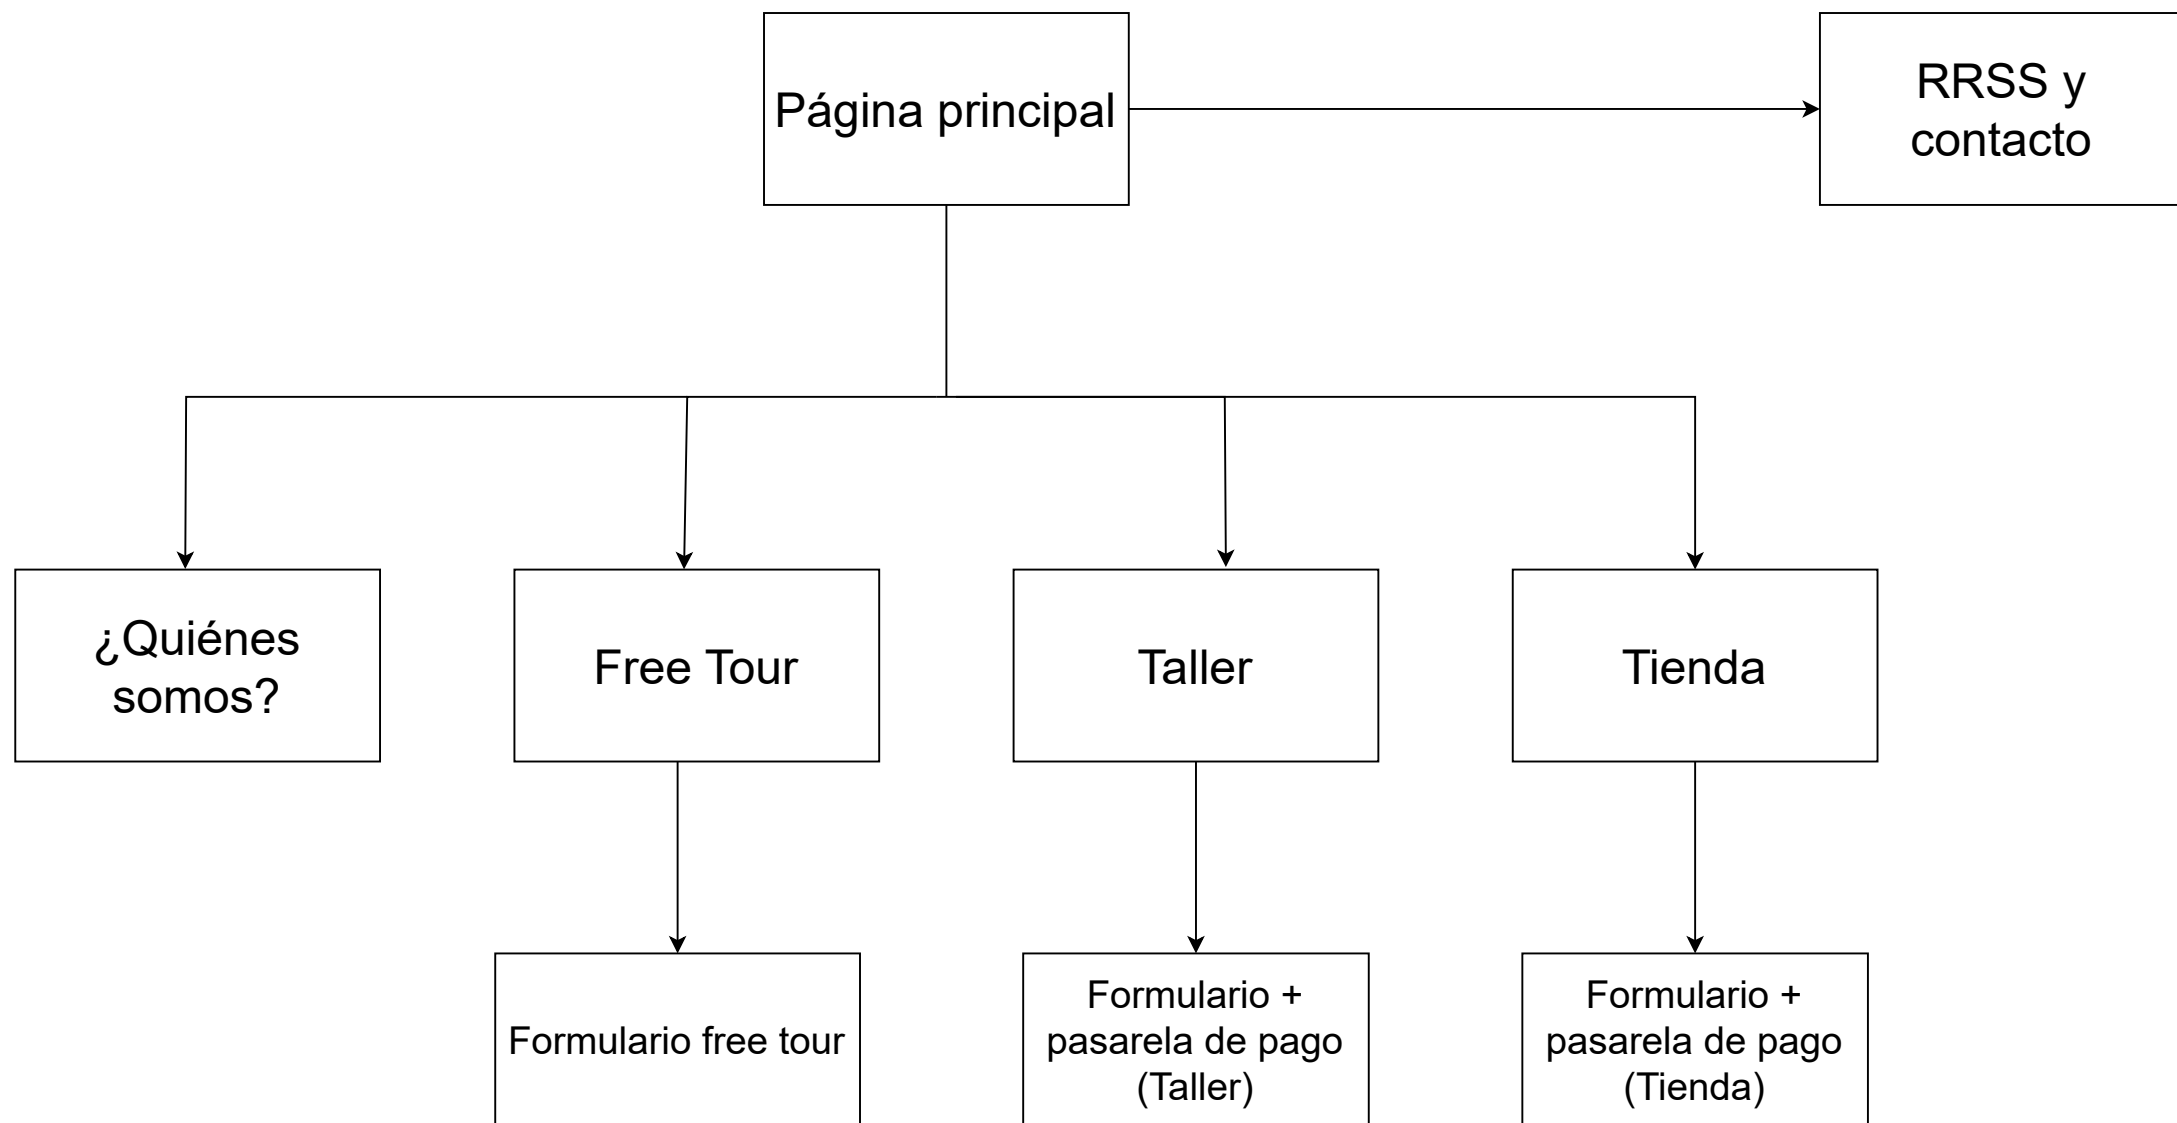 Página principal
RRSS y
contacto
¿Quiénes
somos?
Free Tour
Taller
Tienda
Formulario free tour
Formulario +
pasarela de pago
(Taller)
Formulario +
pasarela de pago
(Tienda)